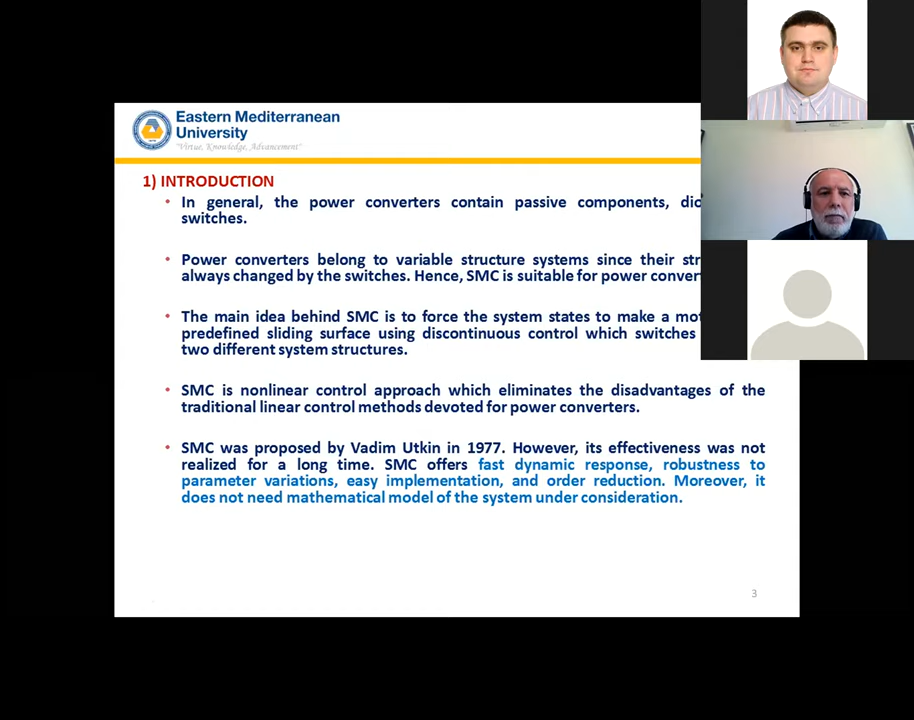 Eastern Mediterranean
University
"Virtue, Knowledge, Advancement"
1) INTRODUCTION
• In general, the power converters contain passive components,
switches.
• Power converters belong to variable structure systems since their
always changed by the switches. Hence, SMC is suitable for power
• The main idea behind SMC is to force the system states to make a
predefined sliding surface using discontinuous control which switches
two different system structures.
• SMC is nonlinear control approach which eliminates the disadvantages of the
traditional linear control methods devoted for power converters.
• SMC was proposed by Vadim Utkin in 1977. However, its effectiveness was not
realized for a long time. SMC offers fast dynamic response, robustness to
parameter variations, easy implementation, and order reduction. Moreover, it
does not need mathematical model of the system under consideration.
3